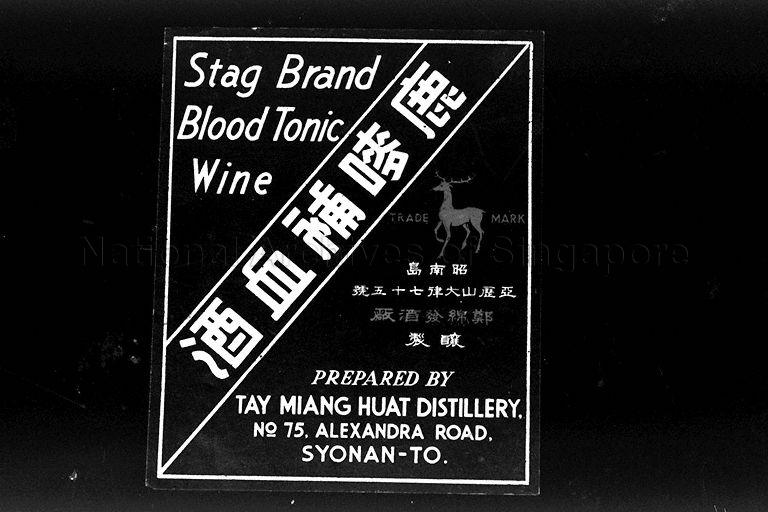 Stag Brand
Blood Tonic
Wine
鹿嘜補血酒
TRADE MARK
島南昭
號五十七律大山歷亞
廠酒發綿鄭
製釀
PREPARED BY
TAY MIANG HUAT DISTILLERY,
No 75, ALEXANDRA ROAD,
SYONAN-TO.
National Archives of Singapore